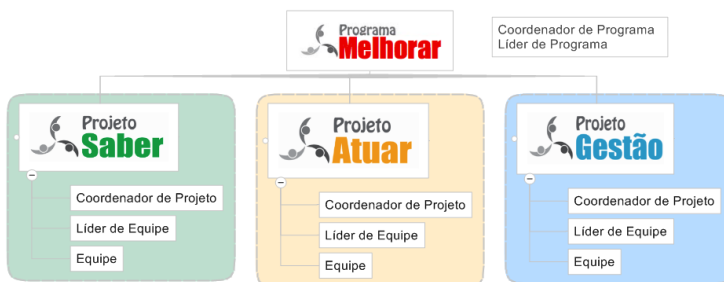 Programa
Melhorar
Coordenador de Programa
Líder de Programa
Projeto
Saber
Coordenador de Projeto
Líder de Equipe
Equipe
Projeto
Atuar
Coordenador de Projeto
Líder de Equipe
Equipe
Projeto
Gestão
Coordenador de Projeto
Líder de Equipe
Equipe